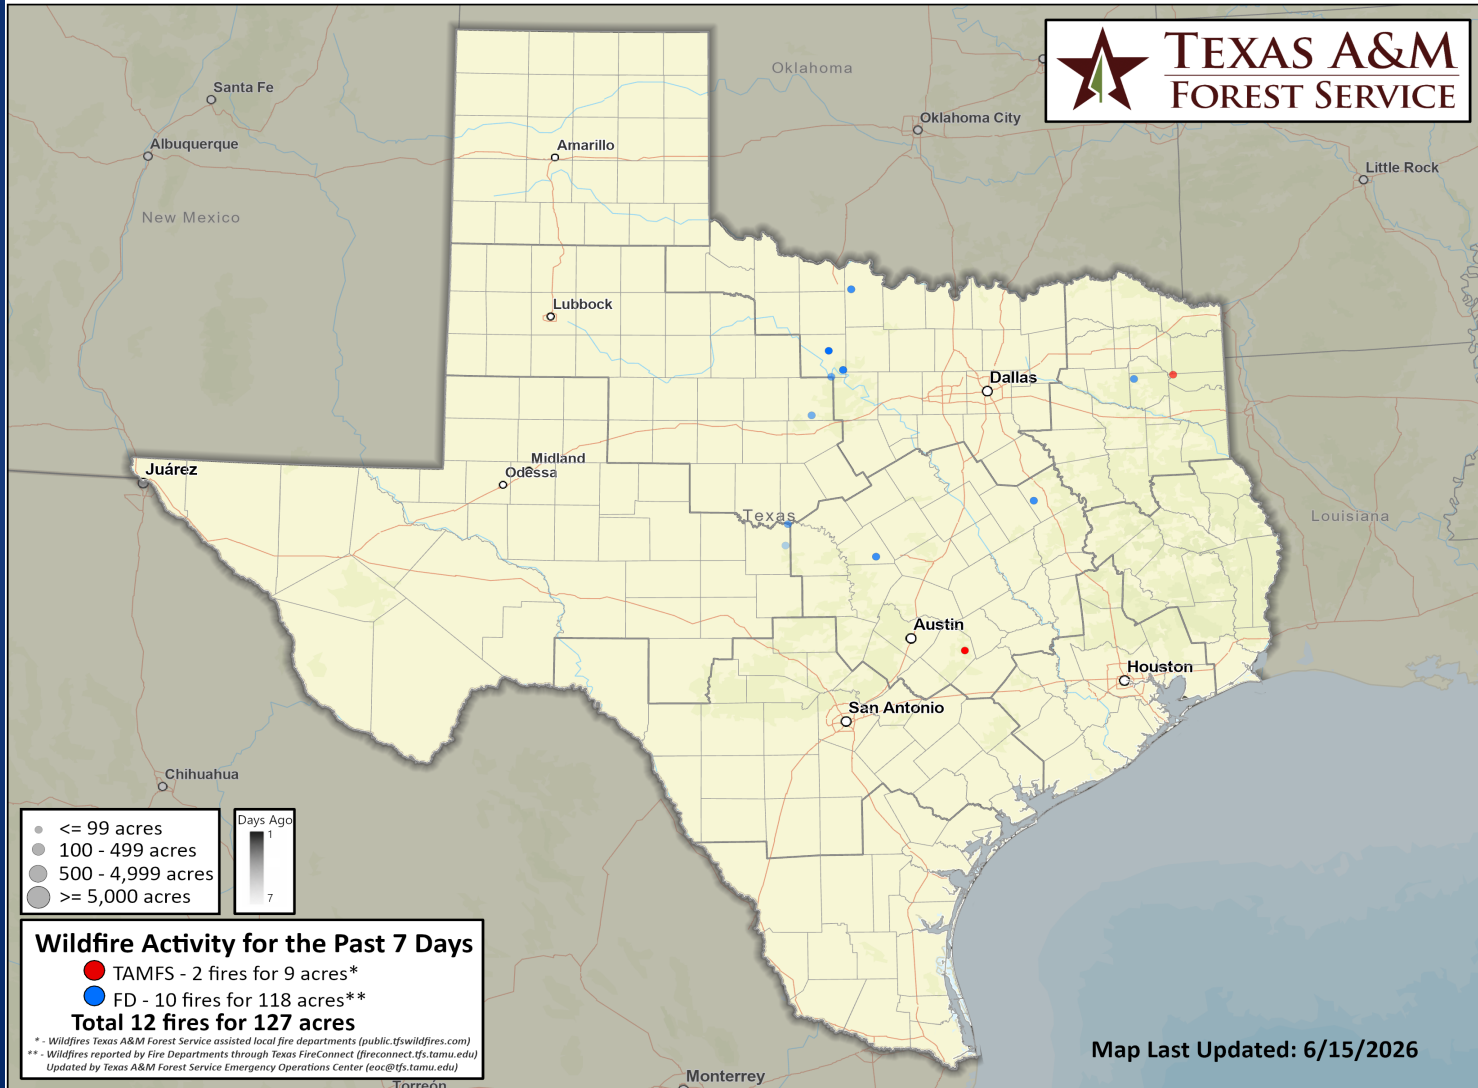 TEXAS A&M
FOREST SERVICE
Oklahoma
Santa Fe
Oklahoma City
Albuquerque
Amarillo
Little Rock
New Mexico
Lubbock
Dallas
Midland
Odessa
Juárez
Texas
Louisiana
Austin
Houston
San Antonio
Chihuahua
<= 99 acres
100 - 499 acres
500 - 4,999 acres
>= 5,000 acres
Days Ago
1
7
Wildfire Activity for the Past 7 Days
TAMFS - 2 fires for 9 acres*
FD - 10 fires for 118 acres**
Total 12 fires for 127 acres
* - Wildfires Texas A&M Forest Service assisted local fire departments (public.tfswildfires.com)
** - Wildfires reported by Fire Departments through Texas FireConnect (fireconnect.tfs.tamu.edu)
Updated by Texas A&M Forest Service Emergency Operations Center (eoc@tfs.tamu.edu)
Map Last Updated: 6/15/2026
Monterrey
Torreón